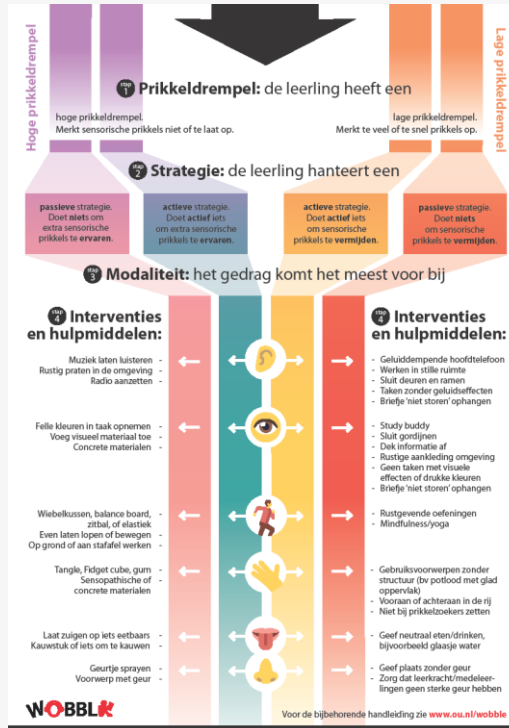 Hoge prikkeldrempel
Lage prikkeldrempel
stap 1 Prikkeldrempel: de leerling heeft een
hoge prikkeldrempel.
Merkt sensorische prikkels niet of te laat op.
lage prikkeldrempel.
Merkt te veel of te snel prikkels op.
stap 2 Strategie: de leerling hanteert een
passieve strategie.
Doet niets om
extra sensorische
prikkels te ervaren.
actieve strategie.
Doet actief iets
om extra sensorische
prikkels te ervaren.
actieve strategie.
Doet actief iets
om sensorische
prikkels te vermijden.
passieve strategie.
Doet niets
om sensorische
prikkels te vermijden.
stap 3 Modaliteit: het gedrag komt het meest voor bij
stap 4 Interventies
en hulpmiddelen:
Muziek laten luisteren -
Rustig praten in de omgeving -
Radio aanzetten -
Felle kleuren in taak opnemen -
Voeg visueel materiaal toe -
Concrete materialen -
Wiebelkussen, balance board, -
zitbal, of elastiek
Even laten lopen of bewegen -
Op grond of aan stafafel werken -
Tangle, Fidget cube, gum -
Sensopathische of -
concrete materialen
Laat zuigen op iets eetbaars -
Kauwstuk of iets om te kauwen -
Geurtje sprayen -
Voorwerp met geur -
stap 4 Interventies
en hulpmiddelen:
- Geluiddempende hoofdtelefoon
- Werken in stille ruimte
- Sluit deuren en ramen
- Taken zonder geluidseffecten
- Briefje 'niet storen' ophangen
- Study buddy
- Sluit gordijnen
- Dek informatie af
- Rustige aankleding omgeving
- Geen taken met visuele
effecten of drukke kleuren
- Briefje 'niet storen' ophangen
- Rustgevende oefeningen
- Mindfulness/yoga
- Gebruiksvoorwerpen zonder
structuur (bv potlood met glad
oppervlak)
- Vooraan of achteraan in de rij
- Niet bij prikkelzoekers zetten
- Geef neutraal eten/drinken,
bijvoorbeeld glaasje water
- Geef plaats zonder geur
- Zorg dat leerkracht/medeleer-
lingen geen sterke geur hebben
WOBBLE
Voor de bijbehorende handleiding zie www.ou.nl/wobble